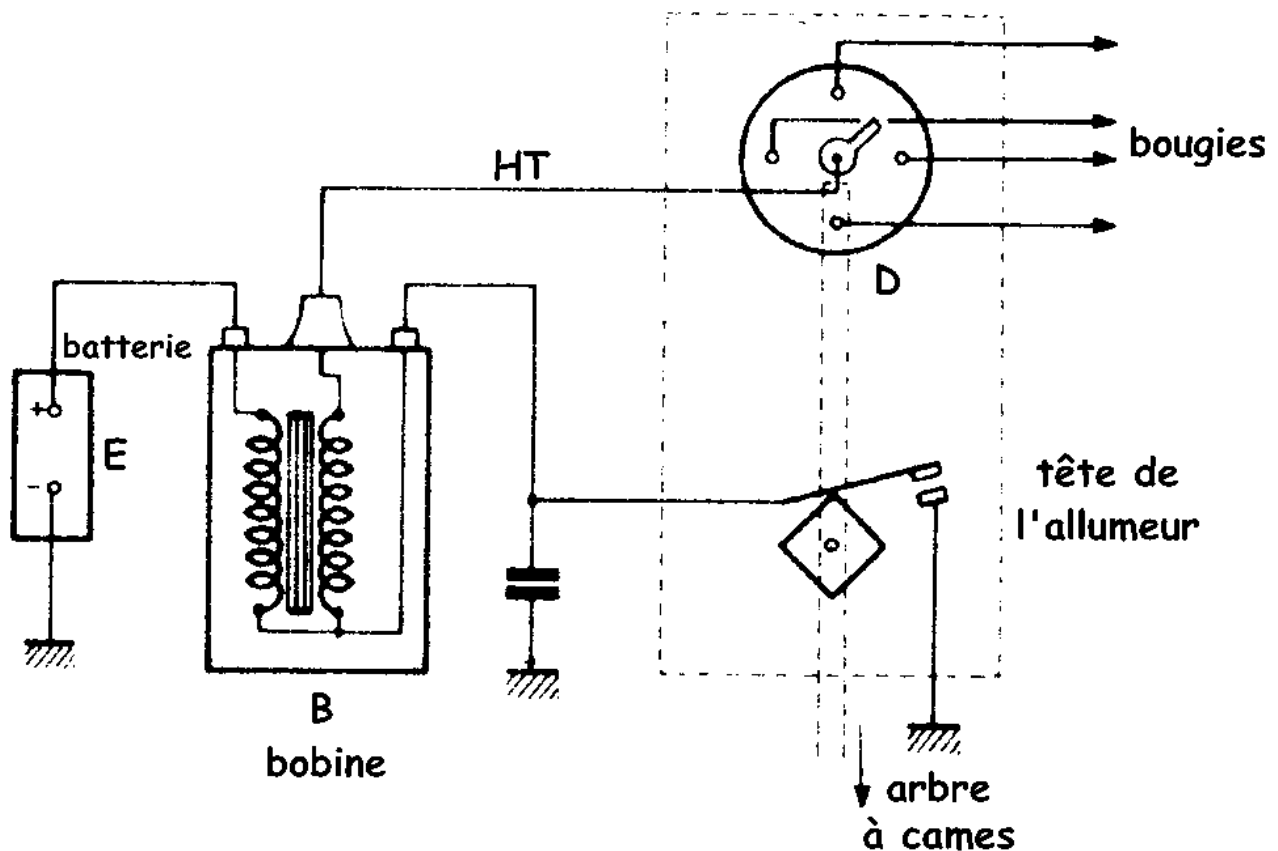 HT
bougies
D
batterie
+
E
-
tête de
l'allumeur
B
bobine
arbre
à cames